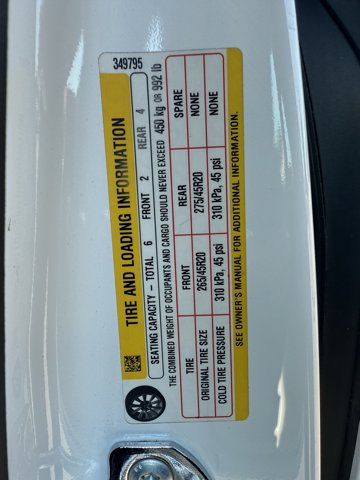 349795
TIRE AND LOADING INFORMATION
SEATING CAPACITY - TOTAL 6 FRONT 2 REAR 4
THE COMBINED WEIGHT OF OCCUPANTS AND CARGO SHOULD NEVER EXCEED 450 kg OR 992 lb
TIRE FRONT REAR SPARE
ORIGINAL TIRE SIZE 265/45R20 275/45R20 NONE
COLD TIRE PRESSURE 310 kPa, 45 psi 310 kPa, 45 psi NONE
SEE OWNER'S MANUAL FOR ADDITIONAL INFORMATION.